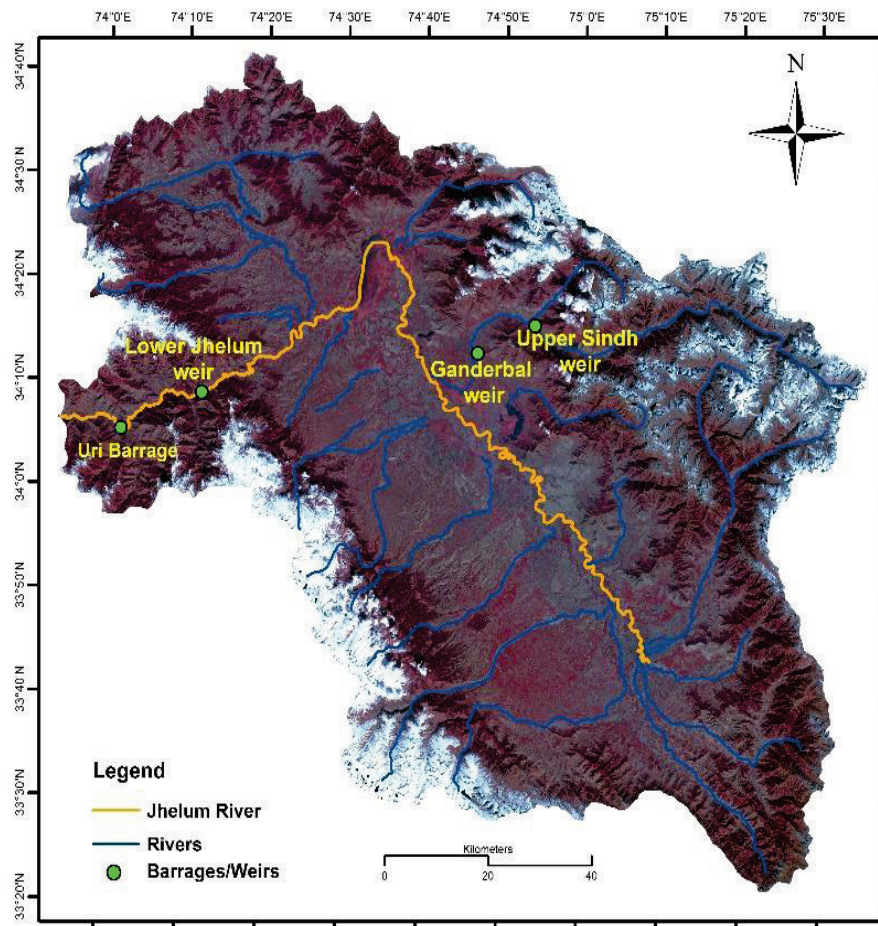 74°0'E 74°10'E 74°20'E 74°30'E 74°40'E 74°50'E 75°0'E 75°10'E 75°20'E 75°30'E
34°40'N
34°30'N
34°20'N
34°10'N
34°0'N
33°50'N
33°40'N
33°30'N
33°20'N
N
Lower Jhelum
weir
Upper Sindh
weir
Ganderbal
weir
Uri Barrage
Legend
Jhelum River
Rivers
Barrages/Weirs
Kilometers
0 20 40